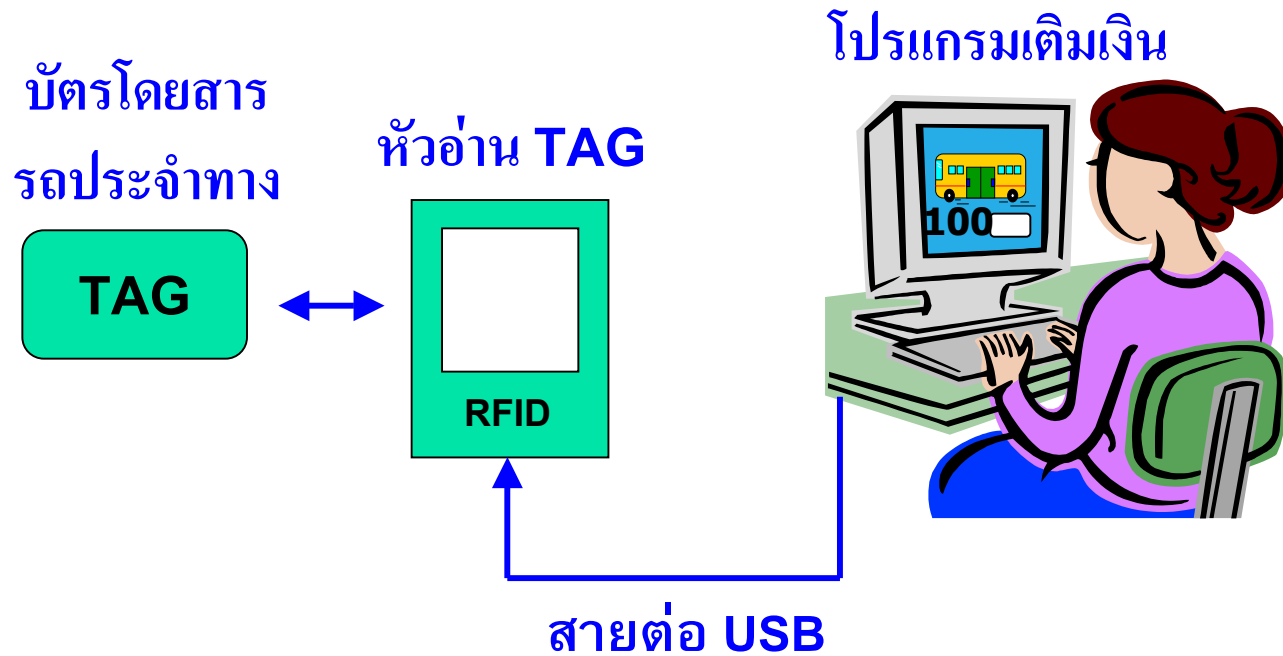 บัตรโดยสาร
รถประจำทาง
TAG
หัวอ่าน TAG
RFID
โปรแกรมเติมเงิน
100
สายต่อ USB